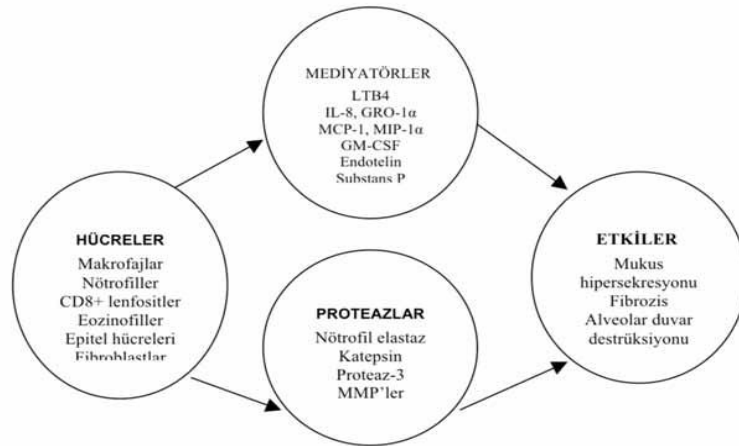 MEDİYATÖRLER
LTB4
IL-8, GRO-1α
MCP-1, MIP-1α
GM-CSF
Endotelin
Substans P
HÜCRELER
Makrofajlar
Nötrofiller
CD8+ lenfositler
Eozinofiller
Epitel hücreleri
Fibroblastlar
PROTEAZLAR
Nötrofil elastaz
Katepsin
Proteaz-3
MMP’ler
ETKİLER
Mukus
hipersekresyonu
Fibrozis
Alveolar duvar
destrüksiyonu